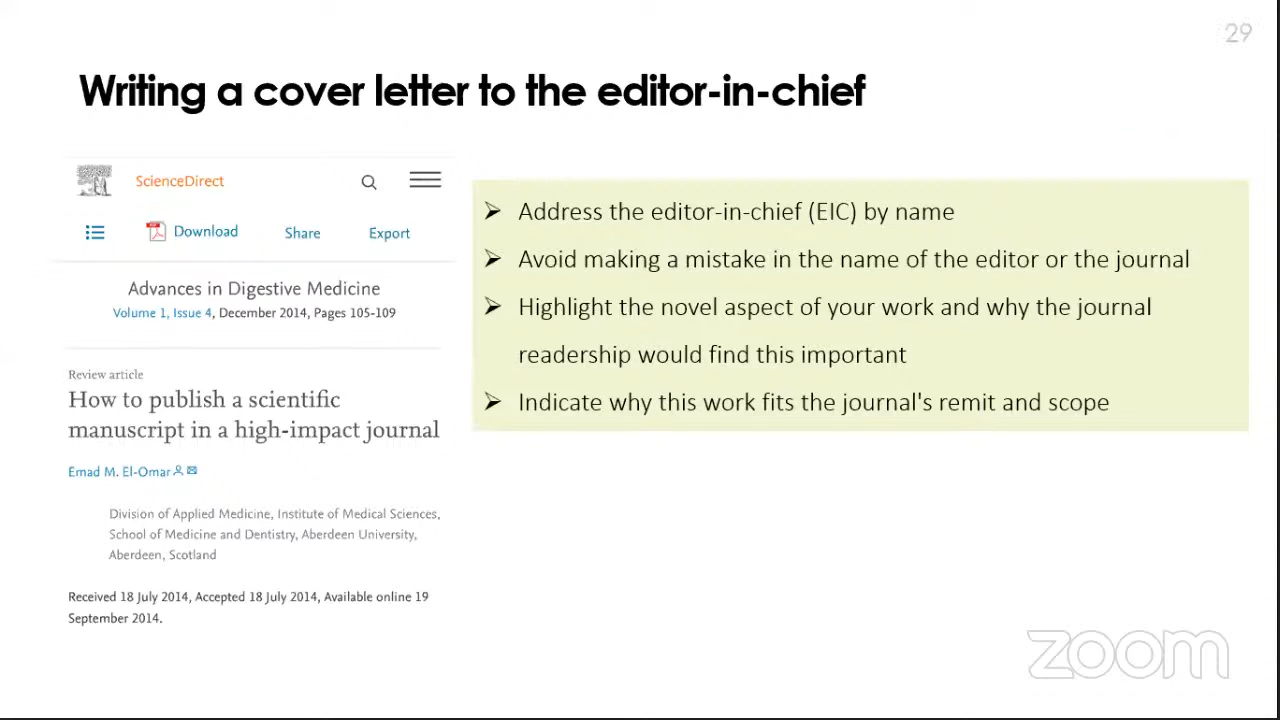 29
Writing a cover letter to the editor-in-chief
ScienceDirect
Download Share Export
Advances in Digestive Medicine
Volume 1, Issue 4, December 2014, Pages 105-109
Review article
How to publish a scientific
manuscript in a high-impact journal
Emad M. El-Omar
Division of Applied Medicine, Institute of Medical Sciences,
School of Medicine and Dentistry, Aberdeen University,
Aberdeen, Scotland
Received 18 July 2014, Accepted 18 July 2014, Available online 19
September 2014.
Address the editor-in-chief (EIC) by name
Avoid making a mistake in the name of the editor or the journal
Highlight the novel aspect of your work and why the journal
readership would find this important
Indicate why this work fits the journal's remit and scope
zoom